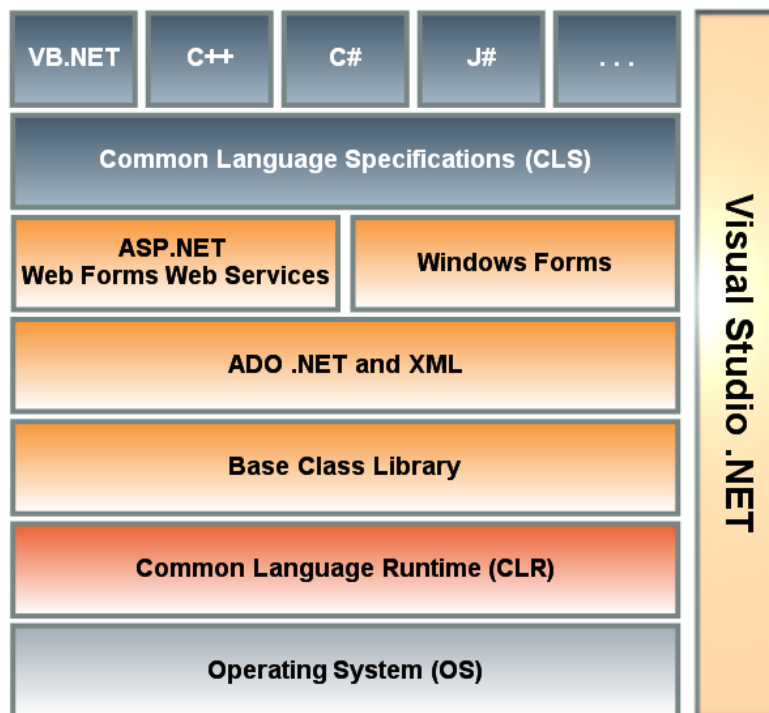 VB.NET
C++
C#
J#
. . .
Common Language Specifications (CLS)
ASP.NET
Web Forms Web Services
Windows Forms
ADO .NET and XML
Base Class Library
Common Language Runtime (CLR)
Operating System (OS)
Visual Studio .NET